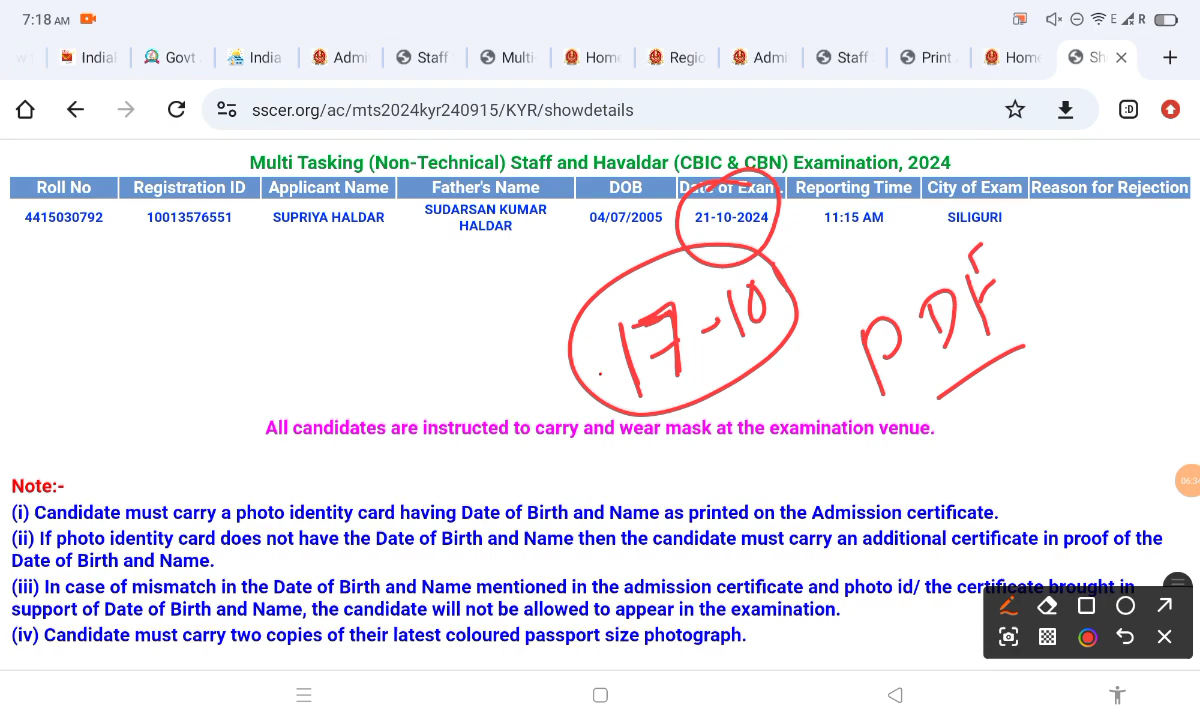 7:18 AM E R
India Govt India Admi Staff Multi- Home Regio Admi Staff Print Home Sh
sscer.org/ac/mts2024kyr240915/KYR/showdetails :D
Multi Tasking (Non-Technical) Staff and Havaldar (CBIC & CBN) Examination, 2024
Roll No Registration ID Applicant Name Father's Name DOB Date of Exam Reporting Time City of Exam Reason for Rejection
4415030792 10013576551 SUPRIYA HALDAR SUDARSAN KUMAR HALDAR 04/07/2005 21-10-2024 11:15 AM SILIGURI
17-10 PDF
All candidates are instructed to carry and wear mask at the examination venue.
Note:-
(i) Candidate must carry a photo identity card having Date of Birth and Name as printed on the Admission certificate.
(ii) If photo identity card does not have the Date of Birth and Name then the candidate must carry an additional certificate in proof of the
Date of Birth and Name.
(iii) In case of mismatch in the Date of Birth and Name mentioned in the admission certificate and photo id/ the certificate brought in
support of Date of Birth and Name, the candidate will not be allowed to appear in the examination.
(iv) Candidate must carry two copies of their latest coloured passport size photograph.